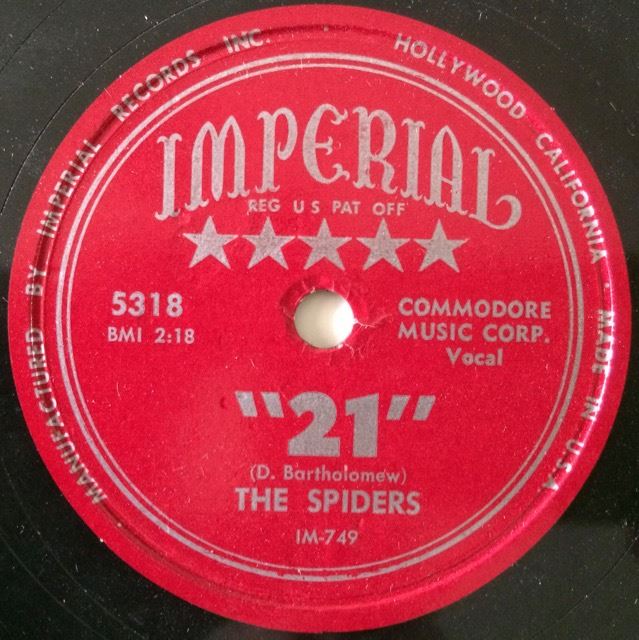 MANUFACTURED BY IMPERIAL RECORDS INC. HOLLYWOOD CALIFORNIA MADE IN U.S.A
IMPERIAL
REG U S PAT OFF
5318
BMI 2:18
COMMODORE
MUSIC CORP.
Vocal
"21"
(D. Bartholomew)
THE SPIDERS
IM-749